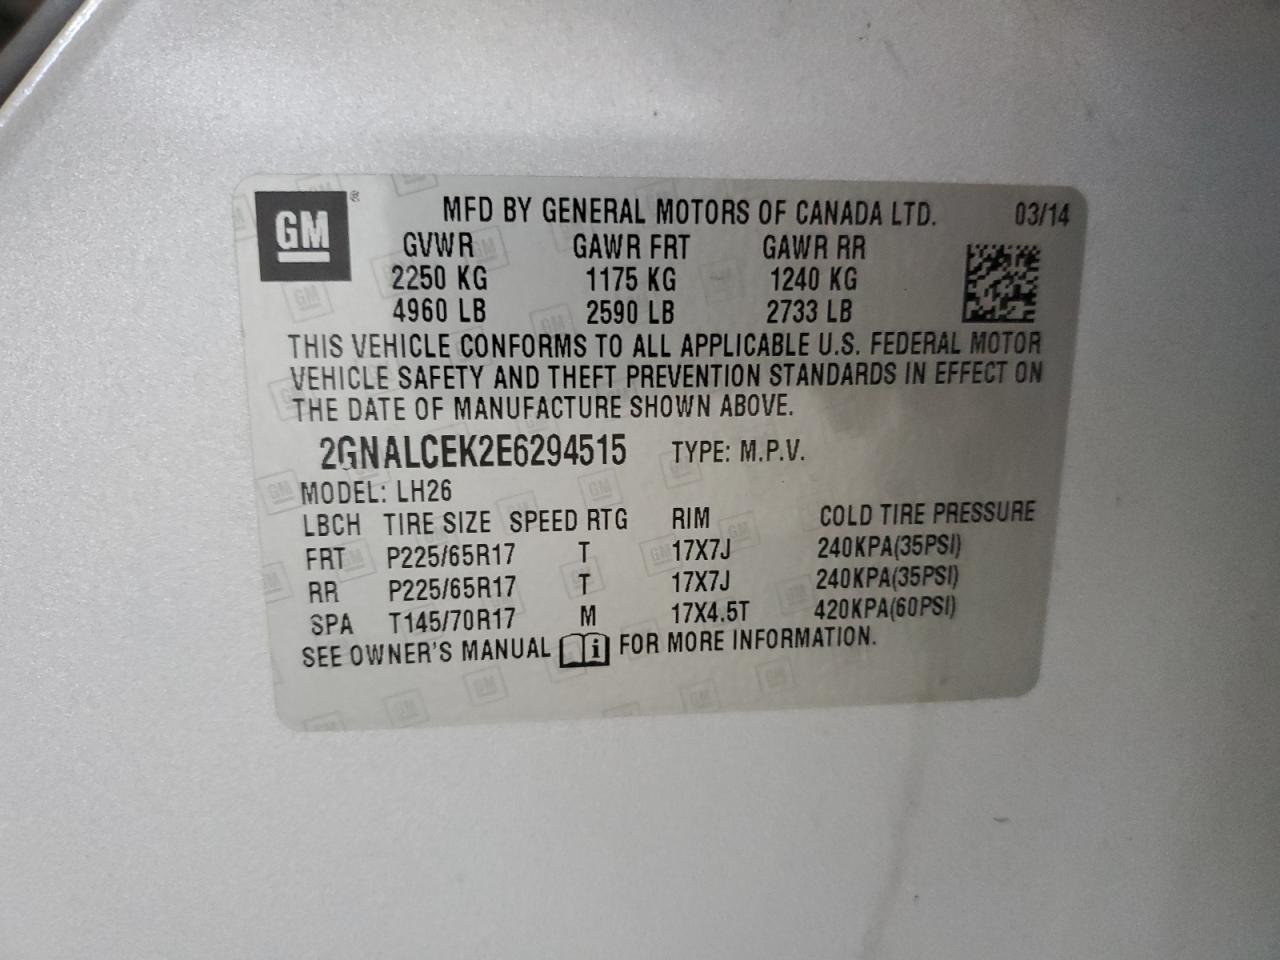 GM ®
MFD BY GENERAL MOTORS OF CANADA LTD. 03/14
GVWR GAWR FRT GAWR RR
2250 KG 1175 KG 1240 KG
4960 LB 2590 LB 2733 LB
THIS VEHICLE CONFORMS TO ALL APPLICABLE U.S. FEDERAL MOTOR
VEHICLE SAFETY AND THEFT PREVENTION STANDARDS IN EFFECT ON
THE DATE OF MANUFACTURE SHOWN ABOVE.
2GNALCEK2E6294515 TYPE: M.P.V.
MODEL: LH26
LBCH TIRE SIZE SPEED RTG RIM COLD TIRE PRESSURE
FRT P225/65R17 T 17X7J 240KPA(35PSI)
RR P225/65R17 T 17X7J 240KPA(35PSI)
SPA T145/70R17 M 17X4.5T 420KPA(60PSI)
SEE OWNER'S MANUAL i FOR MORE INFORMATION.